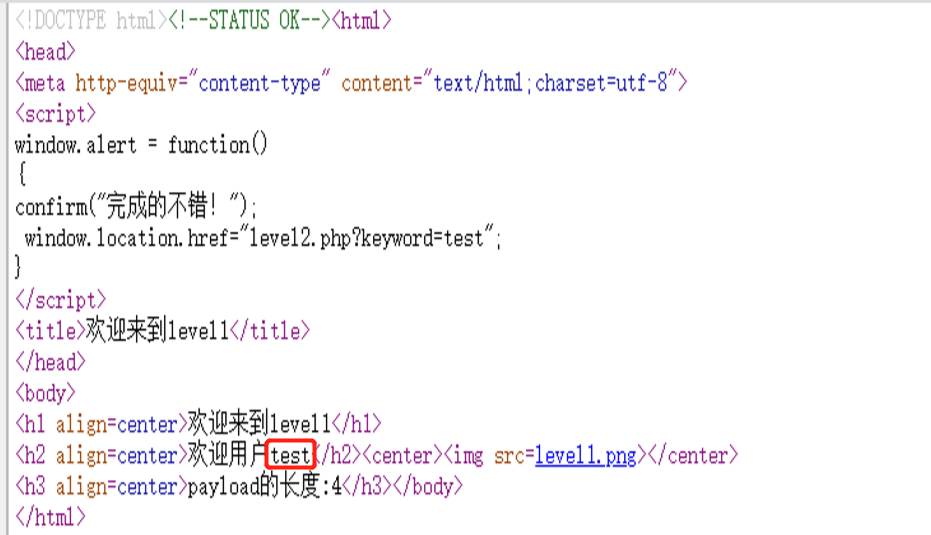 <!DOCTYPE html><!--STATUS OK--><html>
<head>
<meta http-equiv="content-type" content="text/html;charset=utf-8">
<script>
window.alert = function()
{
confirm("完成的不错！");
 window.location.href="level2.php?keyword=test";
}
</script>
<title>欢迎来到level1</title>
</head>
<body>
<h1 align=center>欢迎来到level1</h1>
<h2 align=center>欢迎用户test</h2><center><img src=level1.png></center>
<h3 align=center>payload的长度:4</h3></body>
</html>